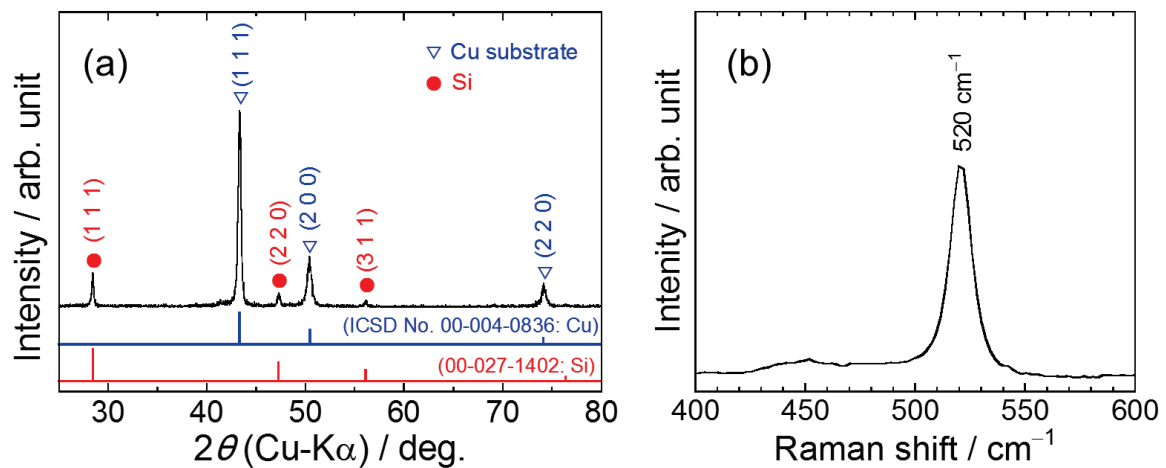 (a)
(1 1 1)
Cu substrate
Si
(1 1 1)
(2 2 0)
(2 0 0)
(3 1 1)
(2 2 0)
(ICSD No. 00-004-0836: Cu)
(00-027-1402: Si)
30 40 50 60 70 80
2θ (Cu-Kα) / deg.
Intensity / arb. unit
(b)
520 cm⁻¹
400 450 500 550 600
Raman shift / cm⁻¹
Intenity / arb. unit